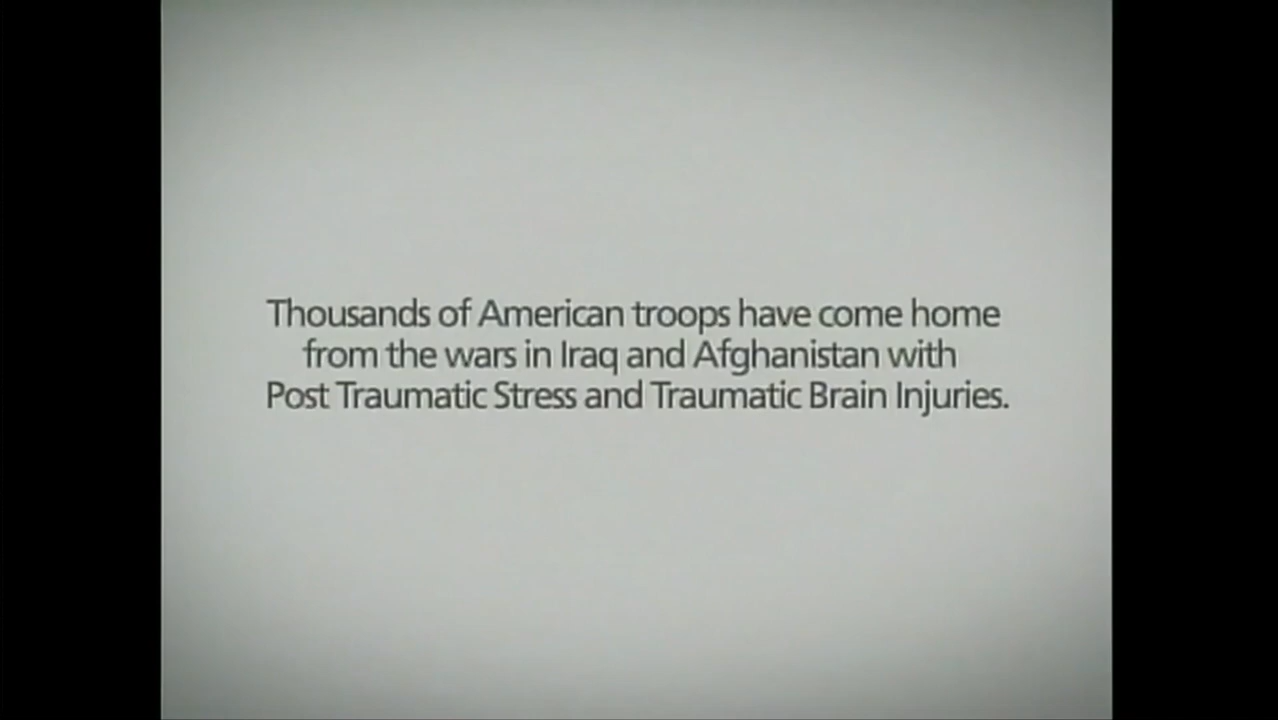 Thousands of American troops have come home
from the wars in Iraq and Afghanistan with
Post Traumatic Stress and Traumatic Brain Injuries.